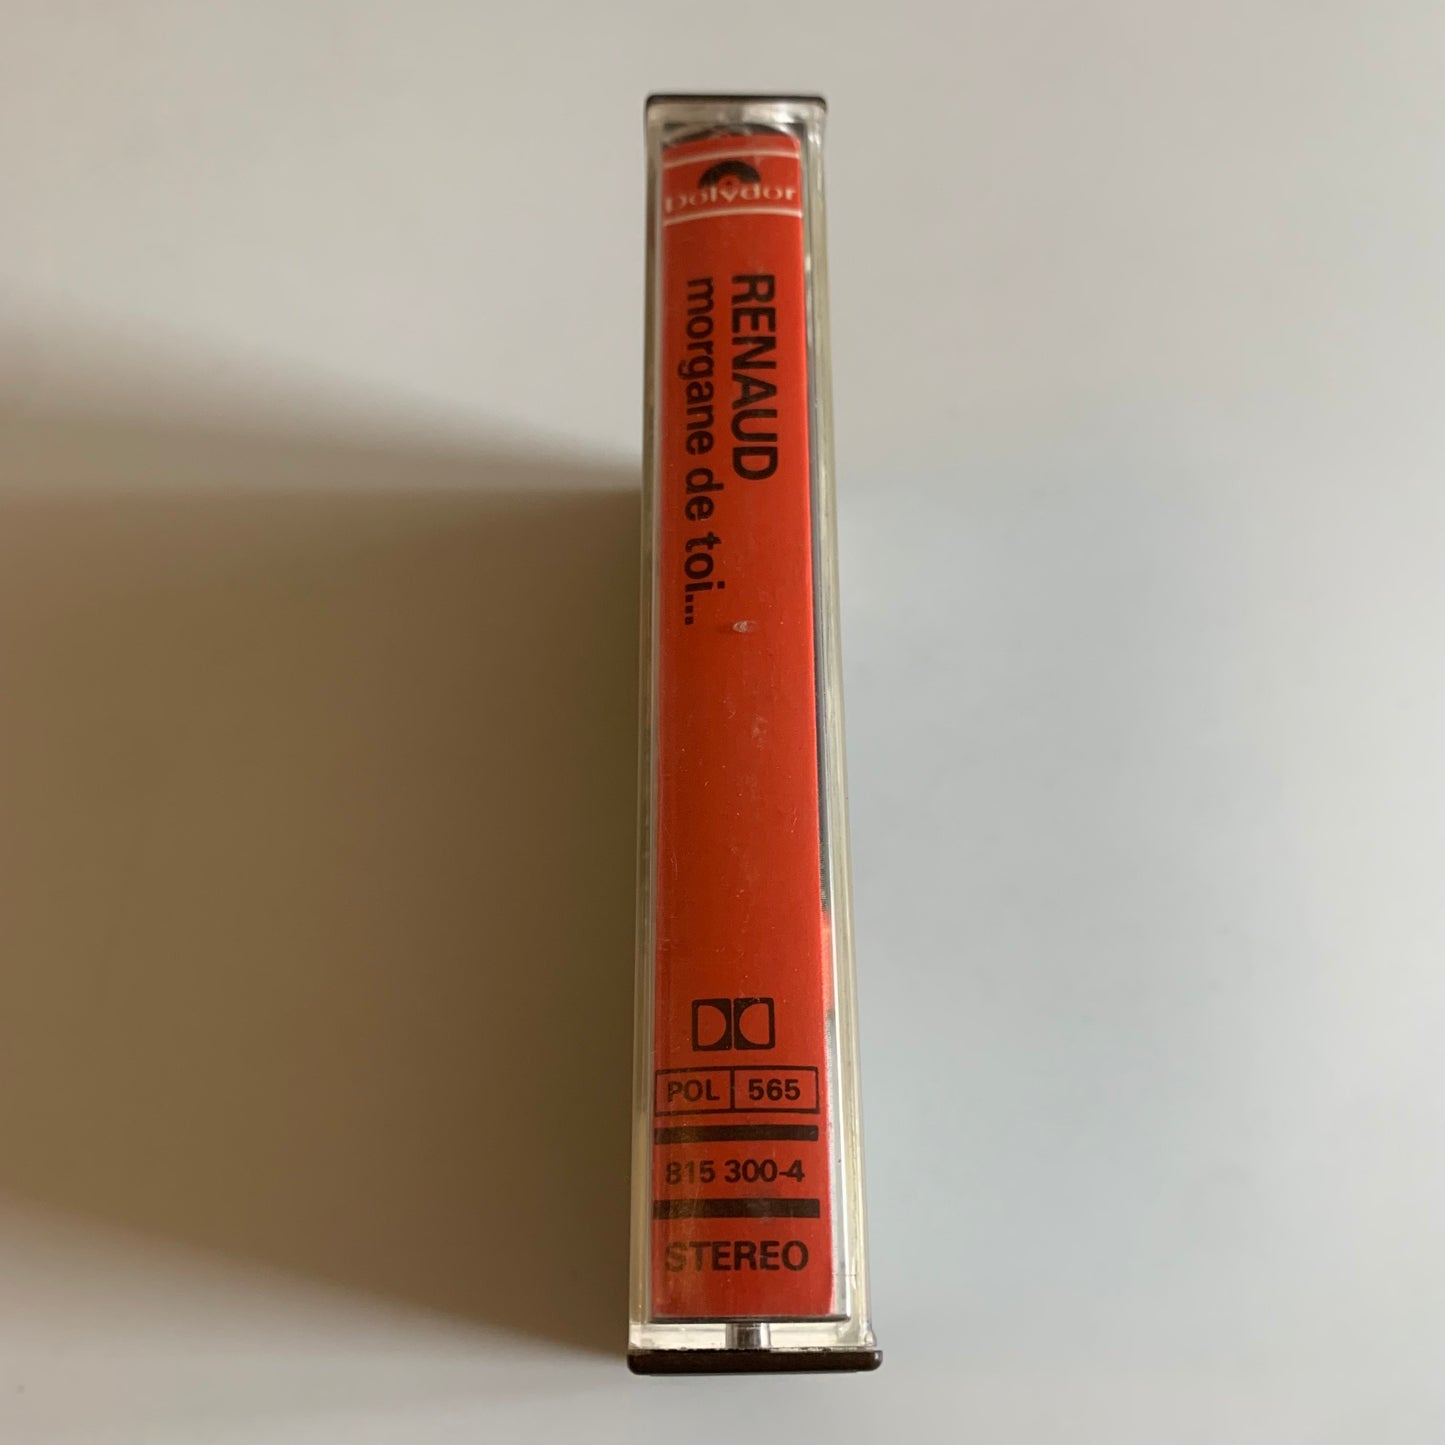 polydor
RENAUD
morgane de toi...
POL 565
815 300-4
STEREO